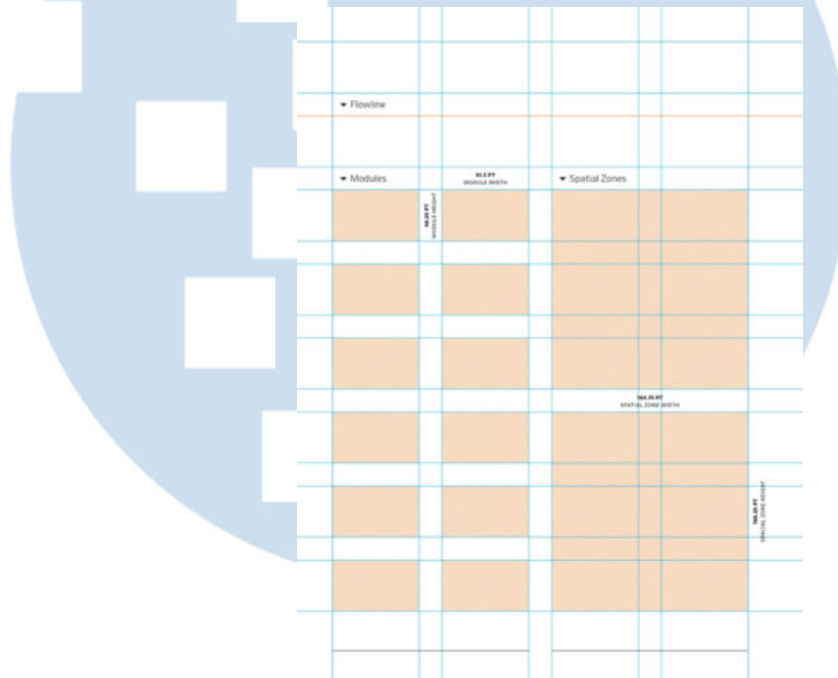 Flowline
Modules
MODULE WIDTH
Spatial Zones
MODULE HEIGHT
SPATIAL ZONE WIDTH
SPATIAL ZONE HEIGHT